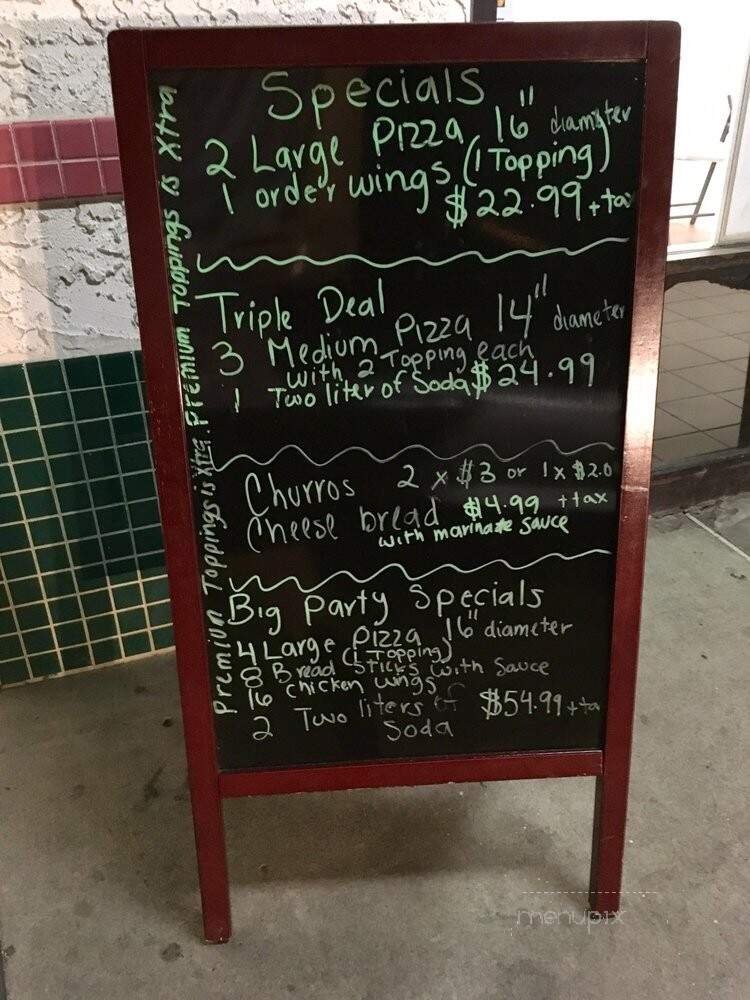 Specials
2 Large Pizza 16" diamater
1 order wings (1 Topping)
$22.99 + tax
Triple Deal
3 Medium Pizza 14" diameter
with 2 Topping each
1 Two liter of Soda $24.99
Churros 2 x $3 or 1 x $2.0
Cheese bread $4.99 + tax
with marinate sauce
Big Party Specials
4 Large Pizza 16" diameter
(1 Topping)
8 Bread Sticks with Sauce
16 chicken wings
2 Two liters of $54.99 + ta
Soda
Premium Toppings is Xtra. Premium Toppings is Xtra
menupix